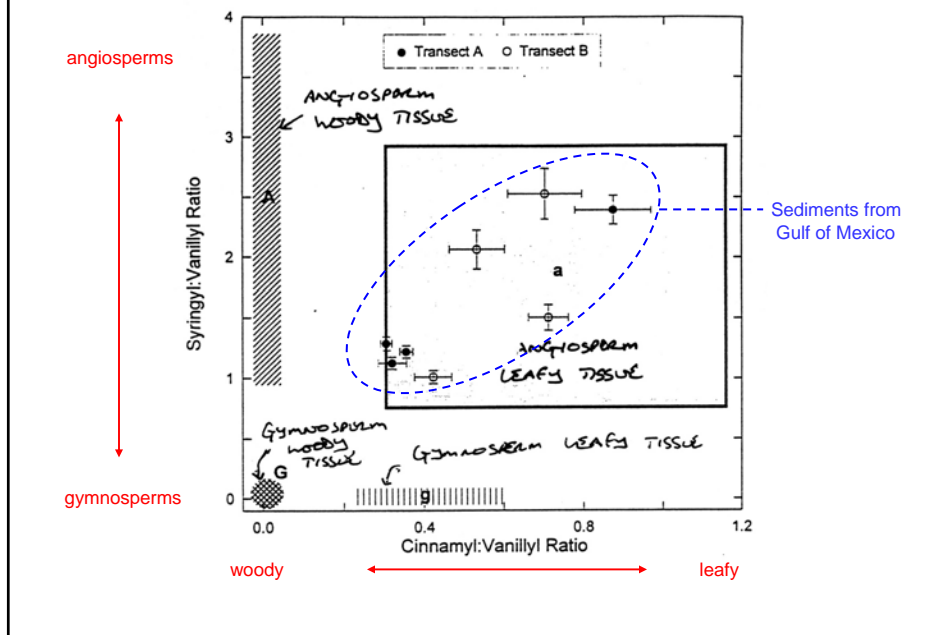 4
3
2
1
0
Syringyl:Vanillyl Ratio
angiosperms
gymnosperms
Transect A Transect B
ANGIOSPERM
WOODY TISSUE
A
Sediments from
Gulf of Mexico
a
ANGIOSPERM
LEAFY TISSUE
GYMNOSPERM
WOODY
TISSUE
G
GYMNOSPERM LEAFY TISSUE
g
0.0 0.4 0.8 1.2
Cinnamyl:Vanillyl Ratio
woody leafy